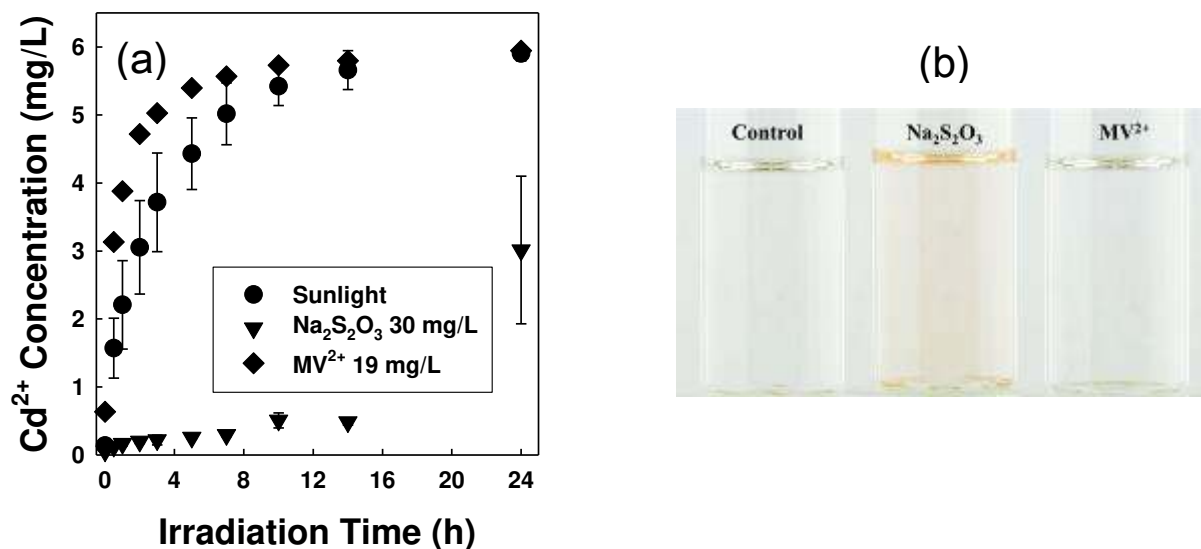 (a)
Cd²⁺ Concentration (mg/L)
6
5
4
3
2
1
0
Sunlight
Na₂S₂O₃ 30 mg/L
MV²⁺ 19 mg/L
0 4 8 12 16 20 24
Irradiation Time (h)
(b)
Control Na₂S₂O₃ MV²⁺